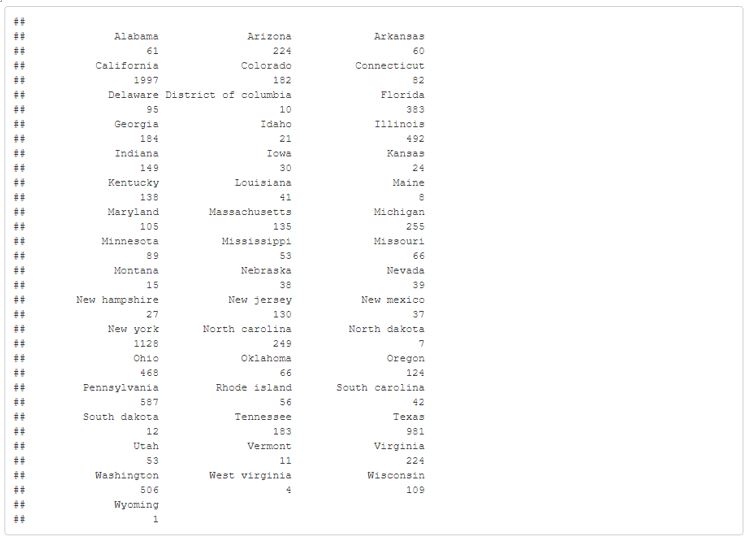 ##
## Alabama Arizona Arkansas
## 61 224 60
## California Colorado Connecticut
## 1997 182 82
## Delaware District of columbia Florida
## 95 10 383
## Georgia Idaho Illinois
## 184 21 492
## Indiana Iowa Kansas
## 149 30 24
## Kentucky Louisiana Maine
## 138 41 8
## Maryland Massachusetts Michigan
## 105 135 255
## Minnesota Mississippi Missouri
## 89 53 66
## Montana Nebraska Nevada
## 15 38 39
## New hampshire New jersey New mexico
## 27 130 37
## New york North carolina North dakota
## 1128 249 7
## Ohio Oklahoma Oregon
## 468 66 124
## Pennsylvania Rhode island South carolina
## 587 56 42
## South dakota Tennessee Texas
## 12 183 981
## Utah Vermont Virginia
## 53 11 224
## Washington West virginia Wisconsin
## 506 4 109
## Wyoming
## 1